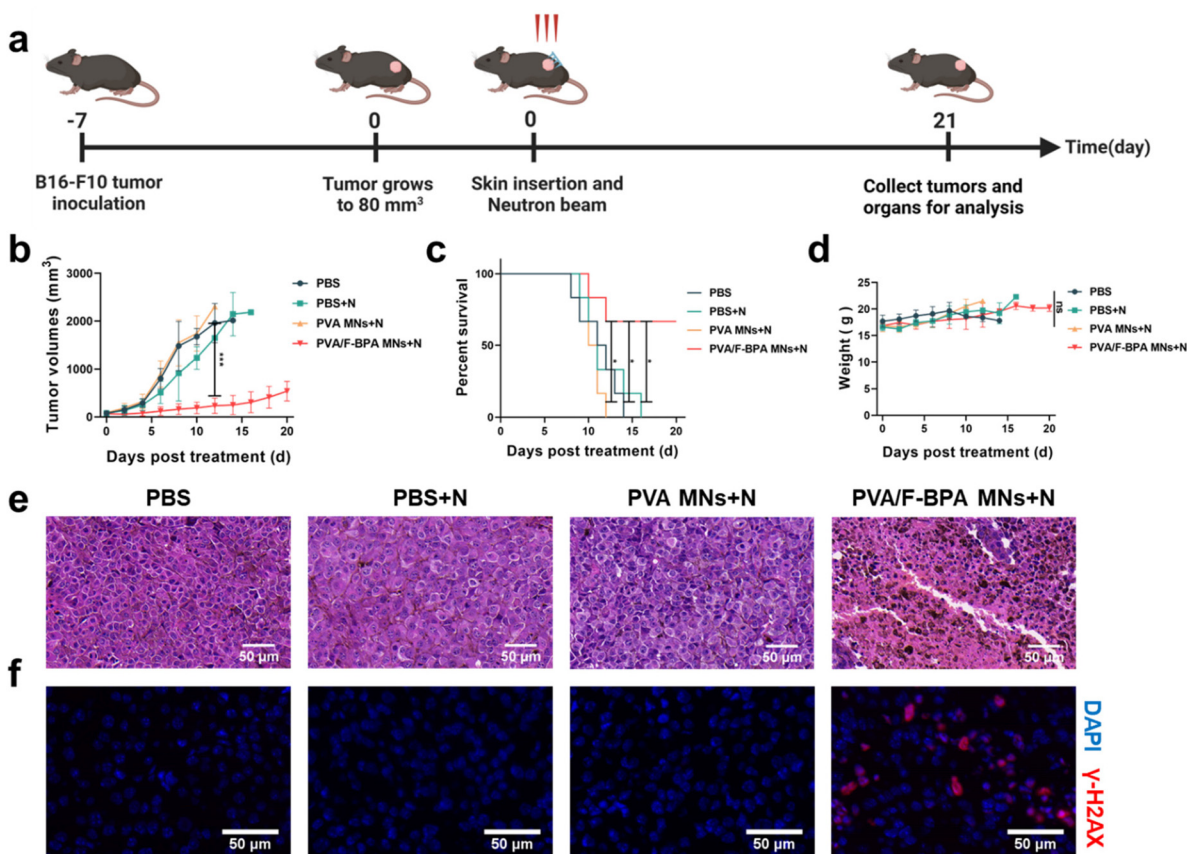 a
-7
0
0
21
Time(day)
B16-F10 tumor
inoculation
Tumor grows
to 80 mm³
Skin insertion and
Neutron beam
Collect tumors and
organs for analysis
b
Tumor volumes (mm³)
3000
2000
1000
0
0
5
10
15
20
Days post treatment (d)
***
PBS
PBS+N
PVA MNs+N
PVA/F-BPA MNs+N
c
Percent survival
100
50
0
0
5
10
15
20
Days post treatment (d)
*
*
*
PBS
PBS+N
PVA MNs+N
PVA/F-BPA MNs+N
d
Weight ( g )
25
20
15
10
5
0
0
5
10
15
20
Days post treatment (d)
PBS
PBS+N
PVA MNs+N
PVA/F-BPA MNs+N
ns
e
PBS
PBS+N
PVA MNs+N
PVA/F-BPA MNs+N
50 μm
50 μm
50 μm
50 μm
f
50 μm
50 μm
50 μm
50 μm
DAPI
γ-H2AX